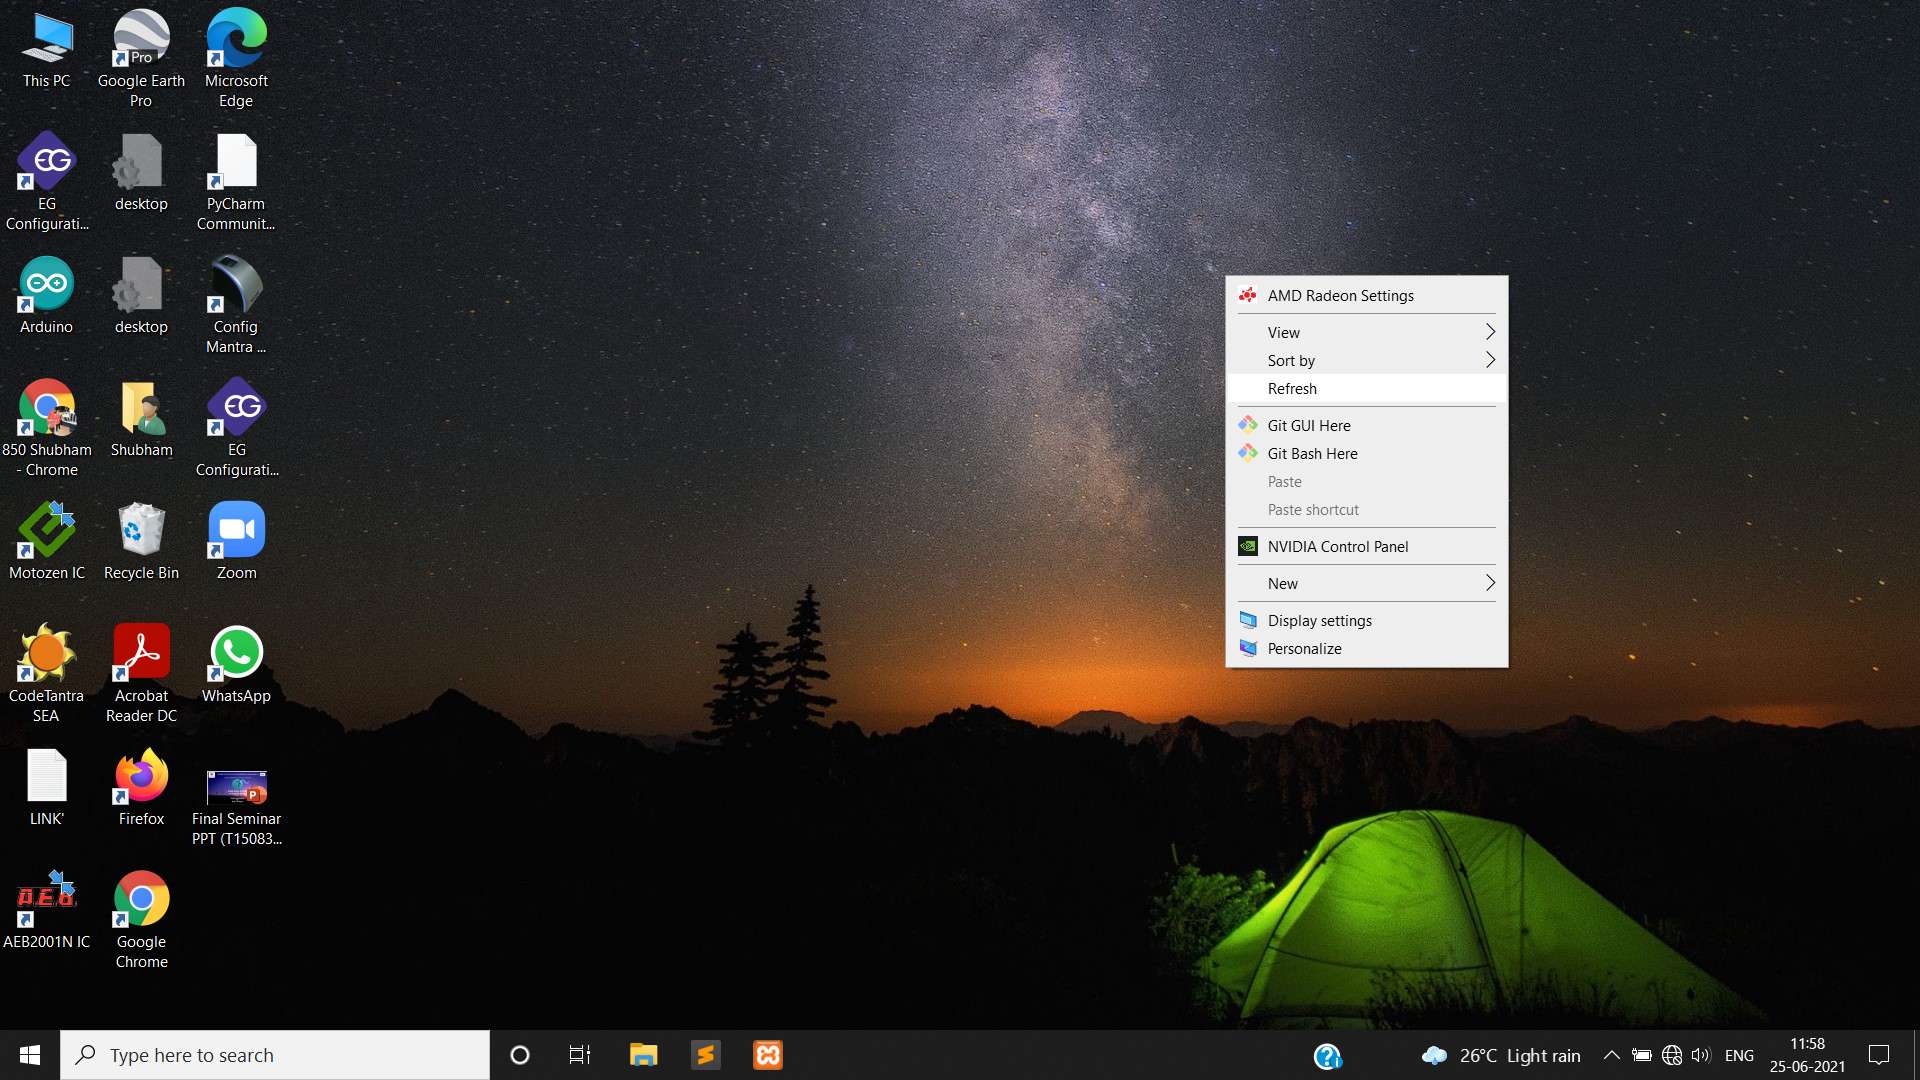 This PC
Google Earth
Pro
Microsoft
Edge
EG
Configurati...
desktop
PyCharm
Communit...
Arduino
desktop
Config
Mantra ...
850 Shubham
- Chrome
Shubham
EG
Configurati...
Motozen IC
Recycle Bin
Zoom
CodeTantra
SEA
Acrobat
Reader DC
WhatsApp
LINK'
Firefox
Final Seminar
PPT (T15083...
AEB2001N IC
Google
Chrome
Pro
EG
EG
P
AEB
AMD Radeon Settings
View
Sort by
Refresh
Git GUI Here
Git Bash Here
Paste
Paste shortcut
NVIDIA Control Panel
New
Display settings
Personalize
Type here to search
26°C Light rain
ENG
11:58
25-06-2021